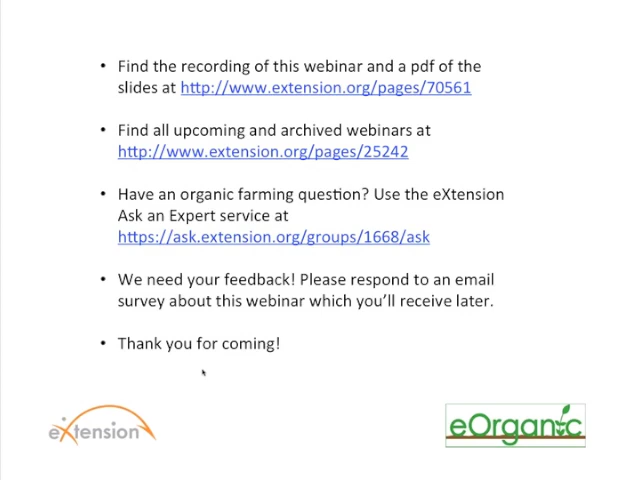 • Find the recording of this webinar and a pdf of the
slides at http://www.extension.org/pages/70561
• Find all upcoming and archived webinars at
http://www.extension.org/pages/25242
• Have an organic farming question? Use the eXtension
Ask an Expert service at
https://ask.extension.org/groups/1668/ask
• We need your feedback! Please respond to an email
survey about this webinar which you’ll receive later.
• Thank you for coming!
eXtension
eOrganic